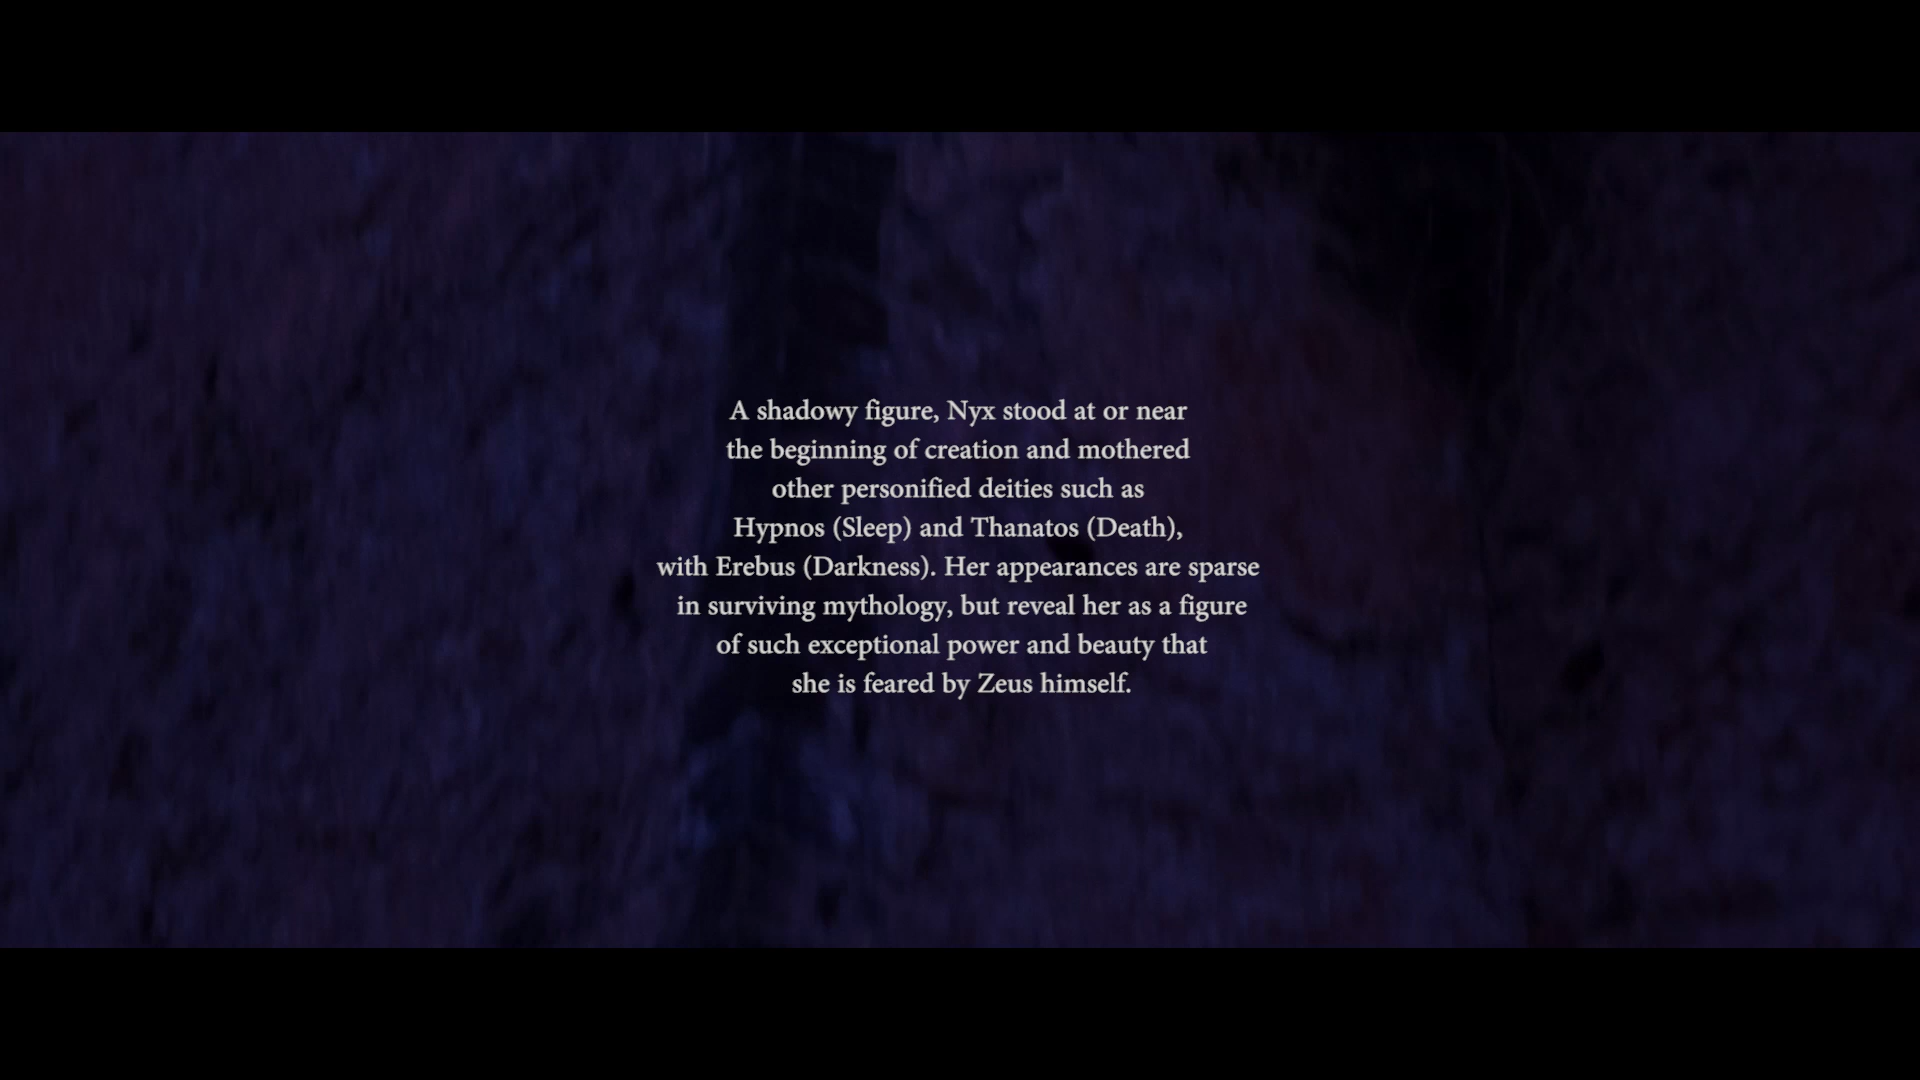 A shadowy figure, Nyx stood at or near
the beginning of creation and mothered
other personified deities such as
Hypnos (Sleep) and Thanatos (Death),
with Erebus (Darkness). Her appearances are sparse
in surviving mythology, but reveal her as a figure
of such exceptional power and beauty that
she is feared by Zeus himself.